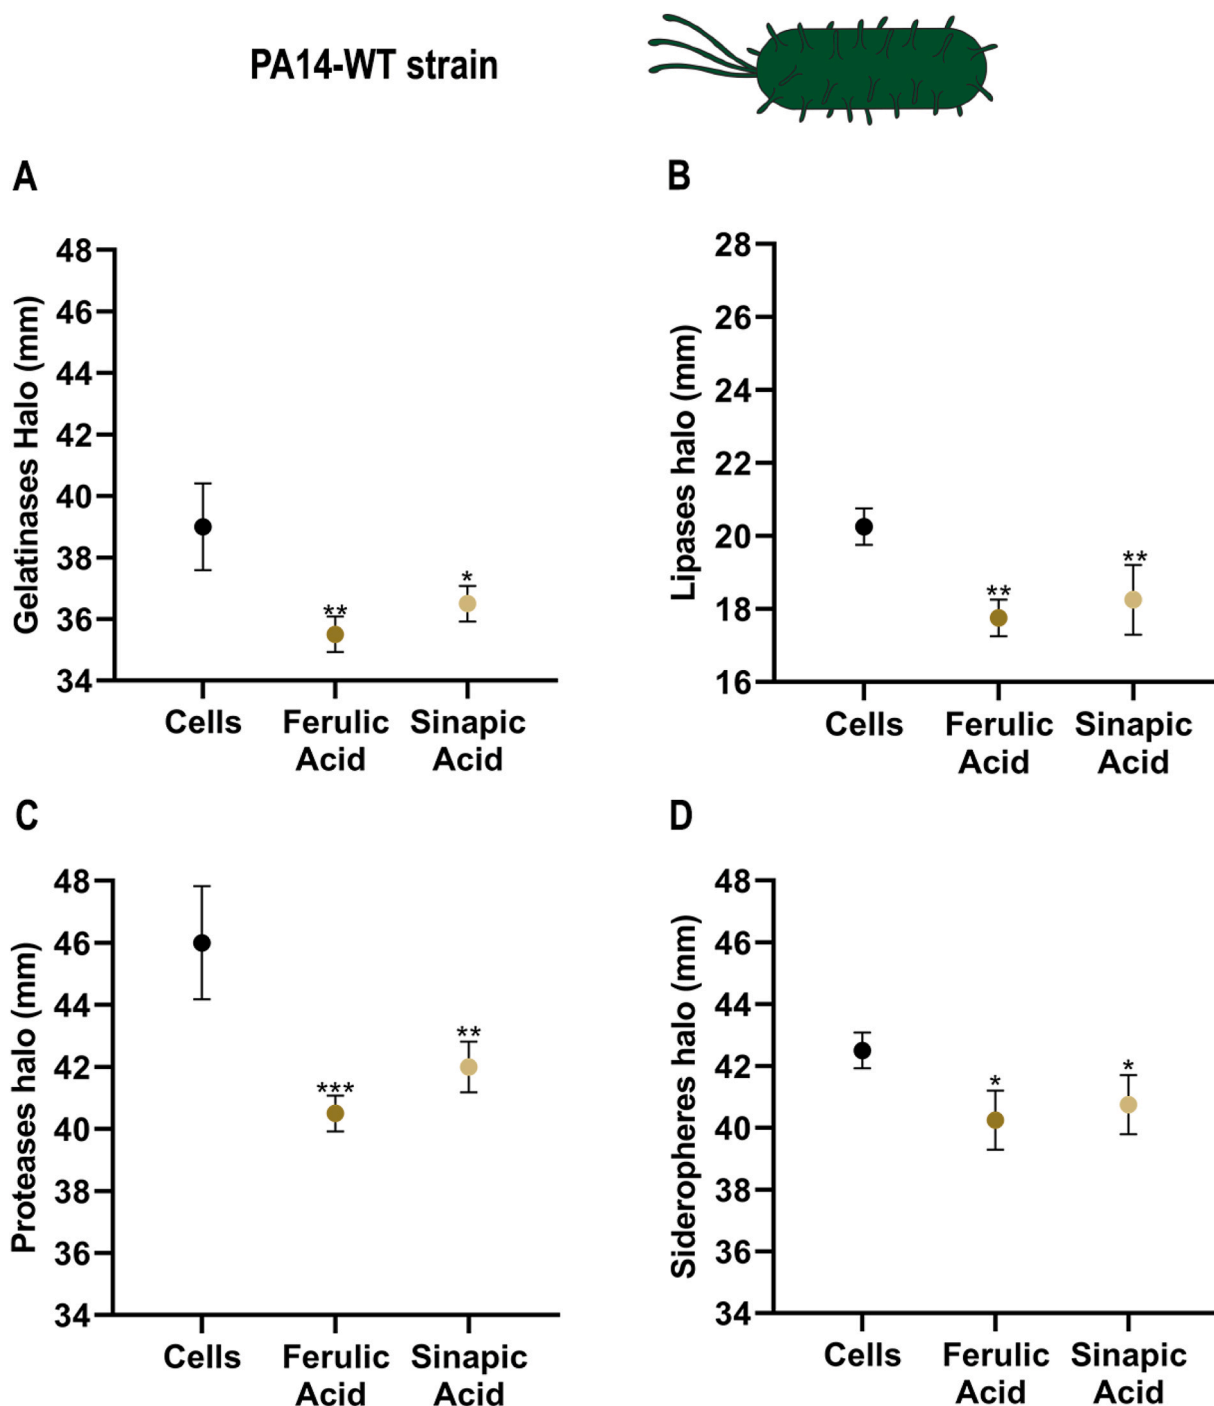 PA14-WT strain
A
Gelatinases Halo (mm)
48
46
44
42
40
38
36
34
**
*
Cells
Ferulic
Acid
Sinapic
Acid
B
Lipases halo (mm)
28
26
24
22
20
18
16
**
**
Cells
Ferulic
Acid
Sinapic
Acid
C
Proteases halo (mm)
48
46
44
42
40
38
36
34
***
**
Cells
Ferulic
Acid
Sinapic
Acid
D
Sideropheres halo (mm)
48
46
44
42
40
38
36
34
*
*
Cells
Ferulic
Acid
Sinapic
Acid